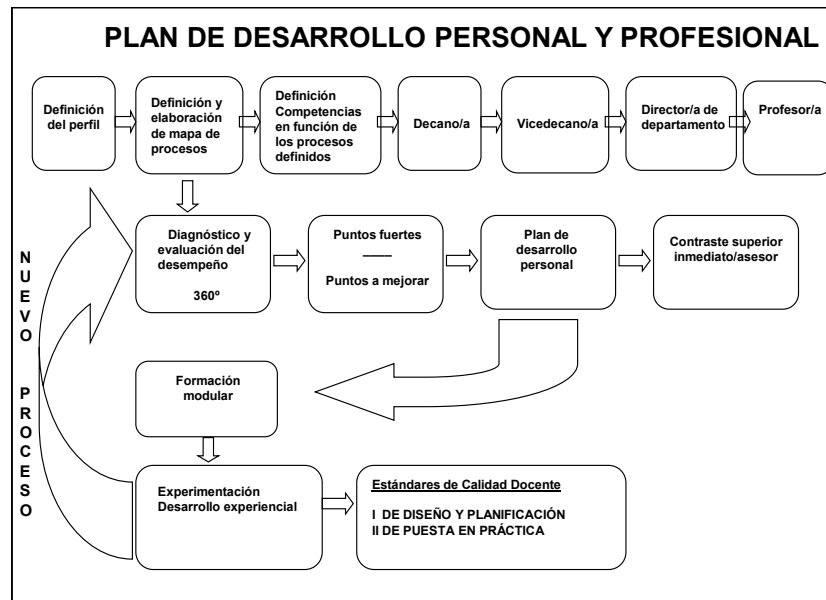 PLAN DE DESARROLLO PERSONAL Y PROFESIONAL
Definición
del perfil
Definición y
elaboración
de mapa de
procesos
Definición
Competencias
en función de
los procesos
definidos
Decano/a
Vicedecano/a
Director/a de
departamento
Profesor/a
Diagnóstico y
evaluación del
desempeño
360º
Puntos fuertes
Puntos a mejorar
Plan de
desarrollo
personal
Contraste superior
inmediato/asesor
NUEVO PROCESO
Formación
modular
Experimentación
Desarrollo experiencial
Estándares de Calidad Docente
I DE DISEÑO Y PLANIFICACIÓN
II DE PUESTA EN PRÁCTICA